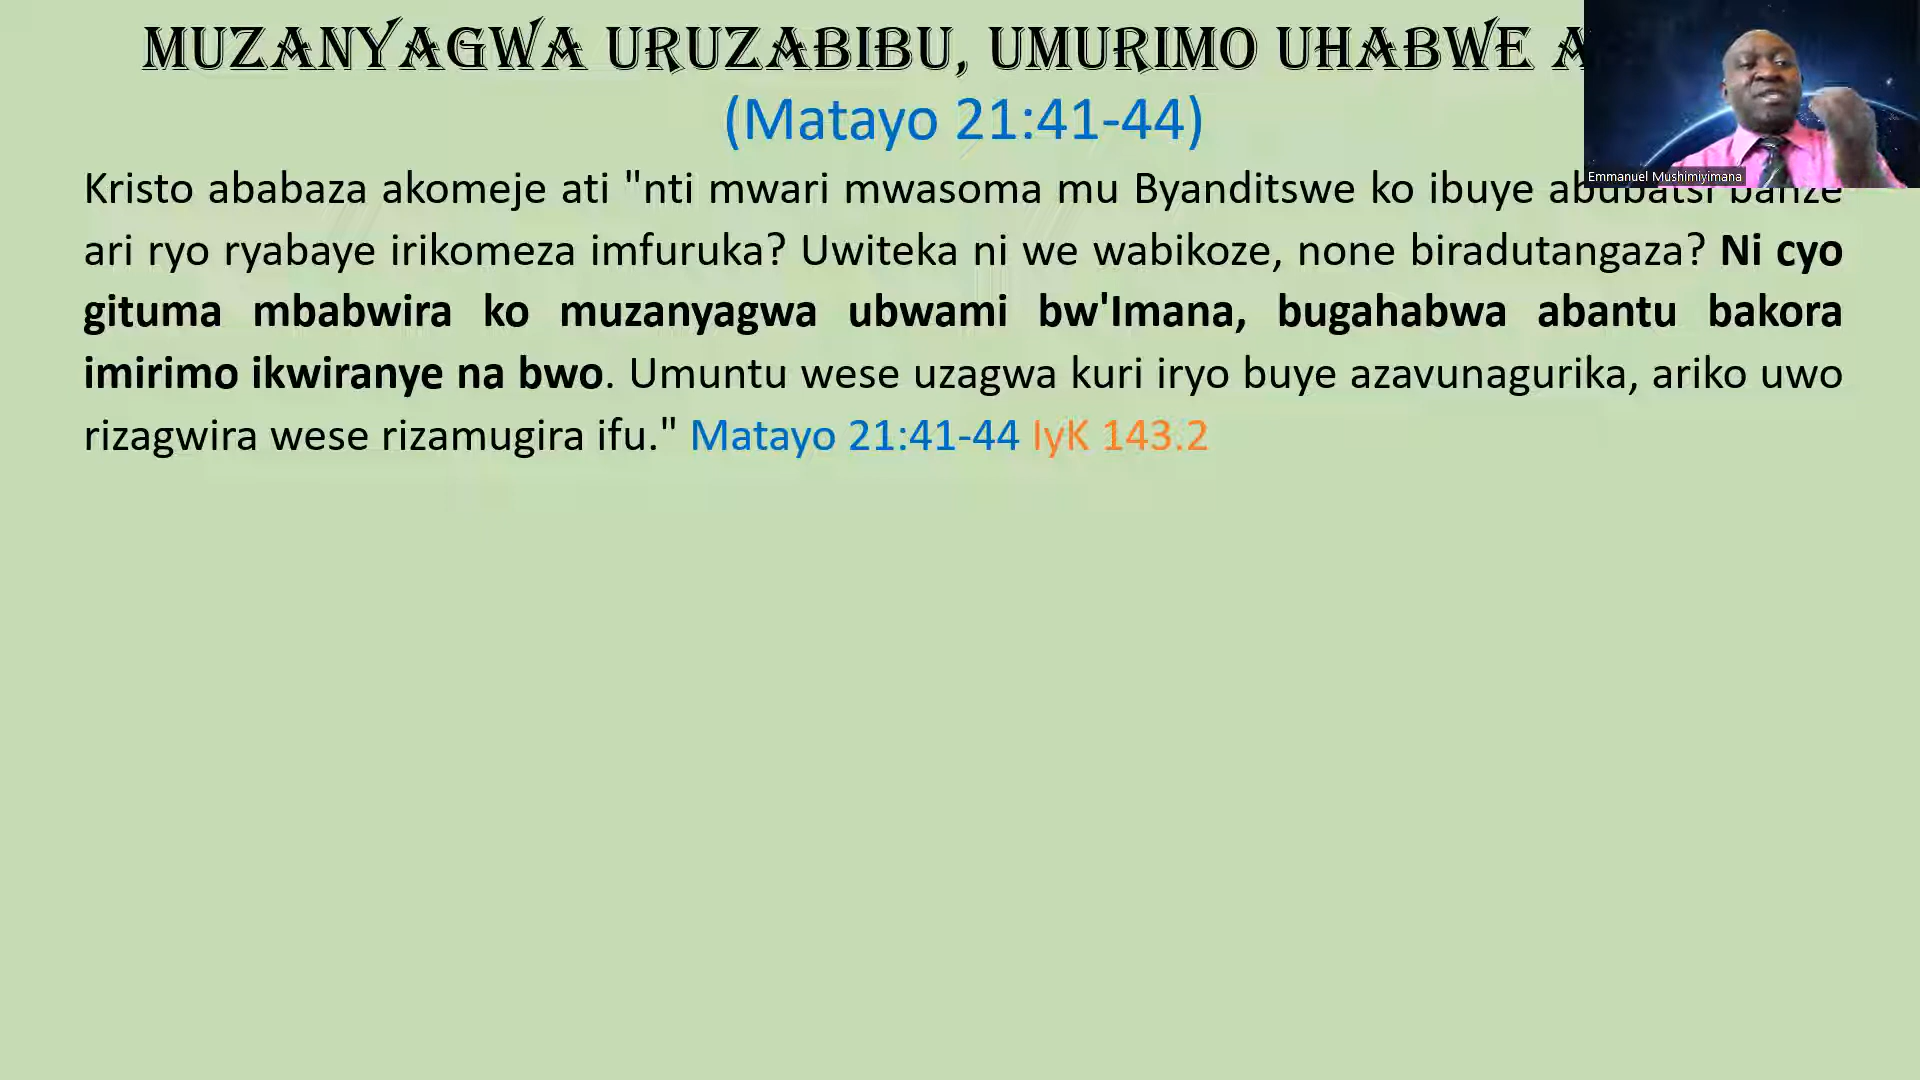 MUZANYAGWA URUZABIBU, UMURIMO UHABWE
(Matayo 21:41-44)
Emmanuel Mushimiyimana
Kristo ababaza akomeje ati "nti mwari mwasoma mu Byanditswe ko ibuye abubatsi banze
ari ryo ryabaye irikomeza imfuruka? Uwiteka ni we wabikoze, none biradutangaza? Ni cyo
gituma mbabwira ko muzanyagwa ubwami bw'Imana, bugahabwa abantu bakora
imirimo ikwiranye na bwo. Umuntu wese uzagwa kuri iryo buye azavunagurika, ariko uwo
rizagwira wese rizamugira ifu." Matayo 21:41-44 IyK 143.2